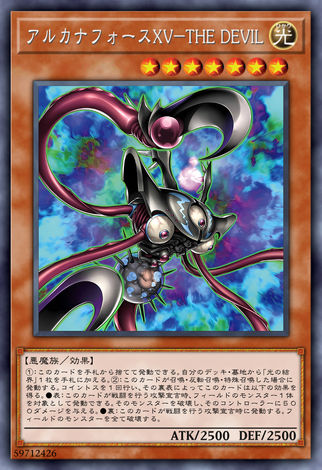 アルカナフォースXV－THE DEVIL
光
【悪魔族／効果】
①：このカードを手札から捨てて発動できる。自分のデッキ・墓地から「光の結
界」１枚を手札に加える。②：このカードが召喚・反転召喚・特殊召喚した場合に
発動する。コイントスを１回行い、その裏表によってこのカードは以下の効果を
得る。●表：このカードが戦闘を行う攻撃宣言時に、フィールドのモンスター１体
を対象として発動できる。そのモンスターを破壊し、そのコントローラーに５０
０ダメージを与える。●裏：このカードが戦闘を行う攻撃宣言時に発動する。フ
ィールドのモンスターを全て破壊する。
ATK/2500 DEF/2500
59712426